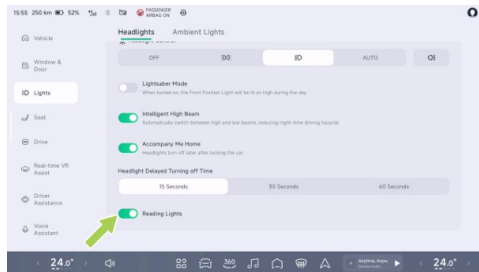 15:55 250 km 52%
PASSENGER
AIRBAG ON
Headlights Ambient Lights
Vehicle
OFF AUTO
Window &
Door
Lightsaber Mode
When turned on, the Front Position Light will be lit on high during the day
Lights
Intelligent High Beam
Automatically switch between high and low beams, reducing night-time driving hazards
Seat
Accompany Me Home
Headlights turn off later after locking the car
Drive
Headlight Delayed Turning off Time
Real-time VR
Assist
15 Seconds 30 Seconds 60 Seconds
Driver
Assistance
Reading Lights
Voice
Assistant
24.0° 360 Anytime, Anyw, 24.0°